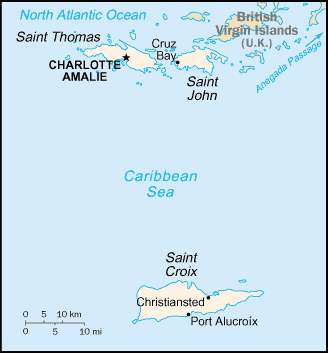 North Atlantic Ocean
British
Virgin Islands
(U.K.)
Saint Thomas
Cruz
Bay
CHARLOTTE
AMALIE
Saint
John
Anegada Passage
Caribbean
Sea
Saint
Croix
Christiansted
Port Alucroix
0 5 10 km
0 5 10 mi